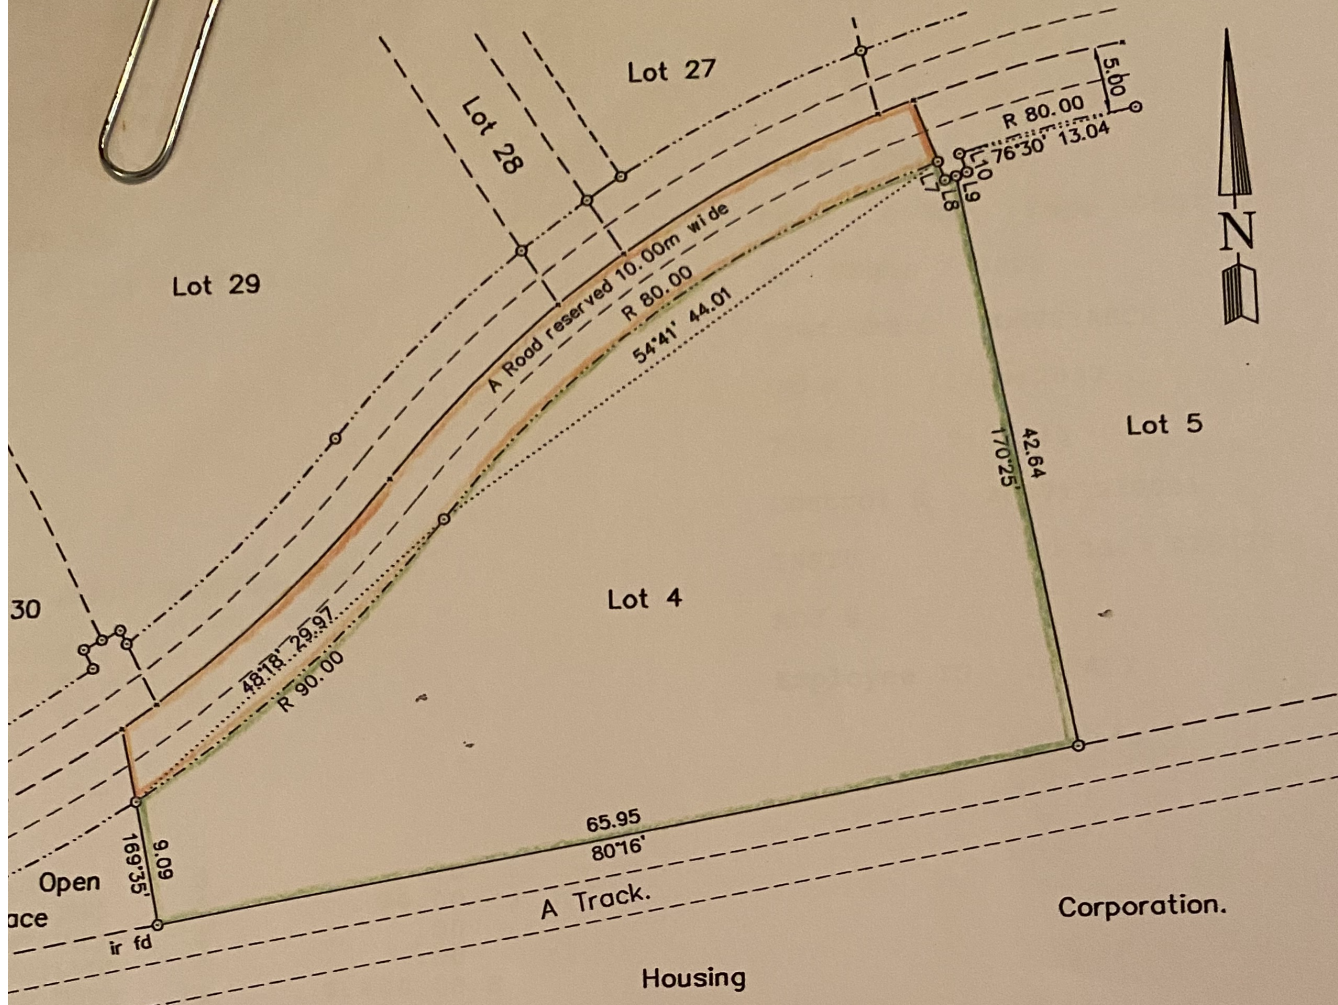 Lot 27
5.00
R 80.00
76°30' 13.04
Lot 28
L10
L7
L8
L9
N
Lot 29
A Road reserved 10.00m wide
R 80.00
54°41' 44.01
Lot 5
42.64
170°25'
30
Lot 4
48°18' 29.97
R 90.00
65.95
80°16'
9.09
169°35'
Open
ace
A Track.
Corporation.
ir fd
Housing